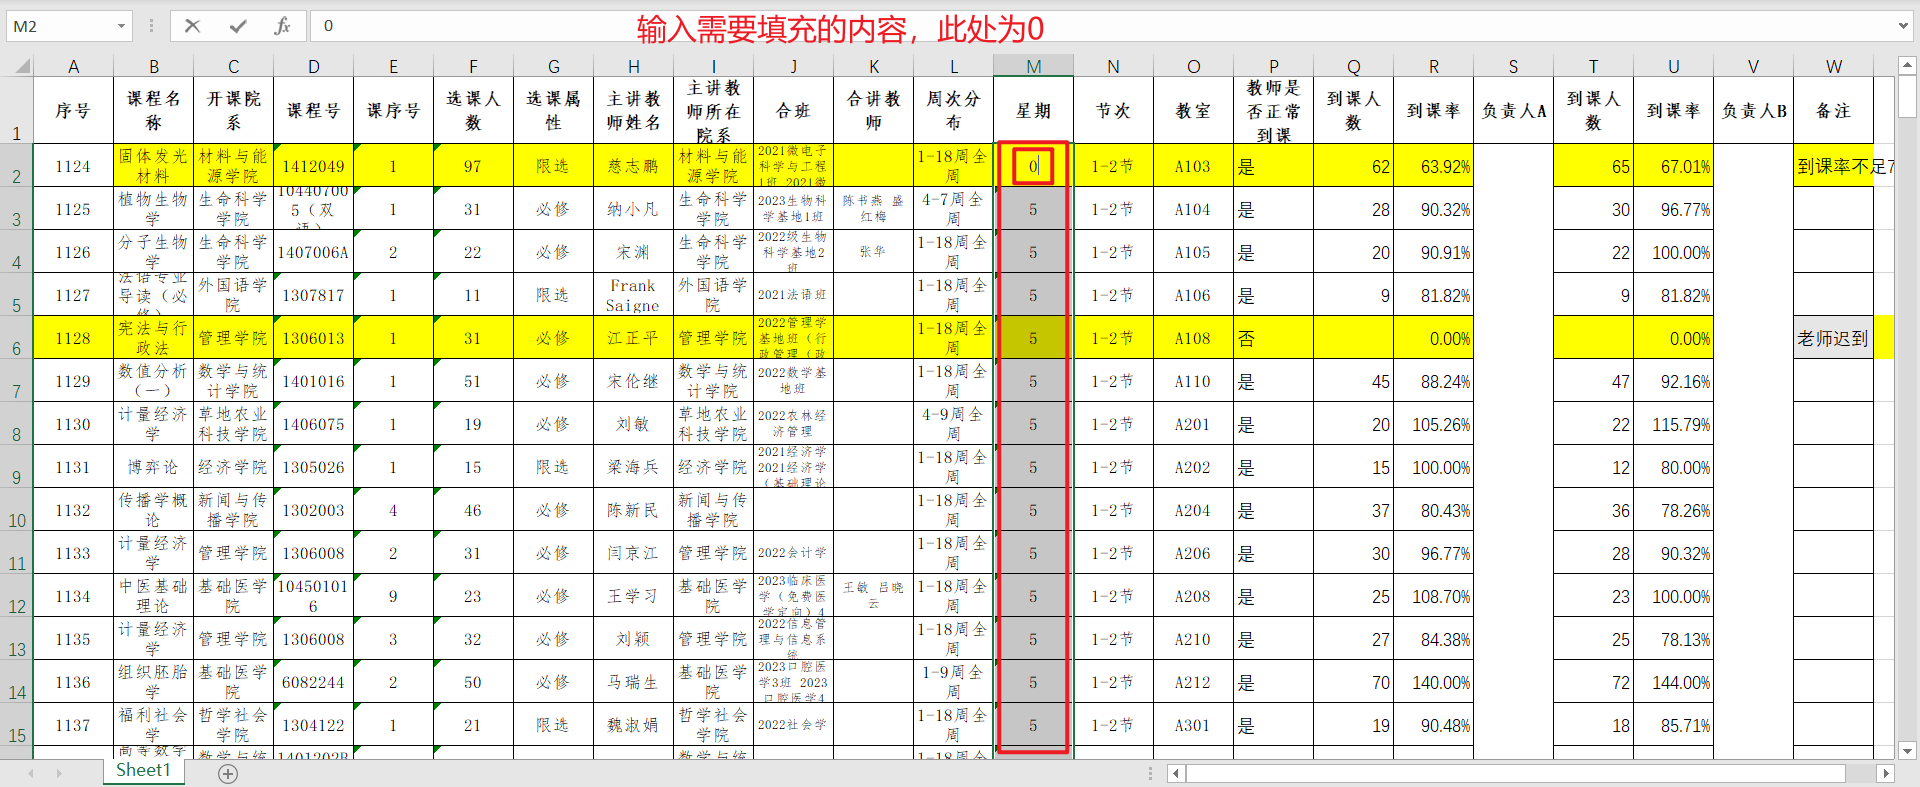 M2 0 输入需要填充的内容，此处为0
A B C D E F G H I J K L M N O P Q R S T U V W
1 序号 课程名称 开课院系 课程号 课序号 选课人数 选课属性 主讲教师姓名 主讲教师所在院系 合班 合讲教师 周次分布 星期 节次 教室 教师是否正常到课 到课人数 到课率 负责人A 到课人数 到课率 负责人B 备注
2 1124 固体发光材料 材料与能源学院 1412049 1 97 限选 慈志鹏 材料与能源学院 2021微电子科学与工程1班 2021微 1-18周全周 0 1-2节 A103 是 62 63.92% 65 67.01% 到课率不足7
3 1125 植物生物学 生命科学学院 104407005（双语） 1 31 必修 纳小凡 生命科学学院 2023生物科学基地1班 陈书燕 盛红梅 4-7周全周 5 1-2节 A104 是 28 90.32% 30 96.77%
4 1126 分子生物学 生命科学学院 1407006A 2 22 必修 宋渊 生命科学学院 2022级生物科学基地2班 张华 1-18周全周 5 1-2节 A105 是 20 90.91% 22 100.00%
5 1127 法语专业导读（必修） 外国语学院 1307817 1 11 限选 Frank Saigne 外国语学院 2021法语班 1-18周全周 5 1-2节 A106 是 9 81.82% 9 81.82%
6 1128 宪法与行政法 管理学院 1306013 1 31 必修 江正平 管理学院 2022管理学基地班（行政管理（政 1-18周全周 5 1-2节 A108 否 0.00% 0.00% 老师迟到
7 1129 数值分析（一） 数学与统计学院 1401016 1 51 必修 宋伦继 数学与统计学院 2022数学基地班 1-18周全周 5 1-2节 A110 是 45 88.24% 47 92.16%
8 1130 计量经济学 草地农业科技学院 1406075 1 19 必修 刘敏 草地农业科技学院 2022农林经济管理 4-9周全周 5 1-2节 A201 是 20 105.26% 22 115.79%
9 1131 博弈论 经济学院 1305026 1 15 限选 梁海兵 经济学院 2021经济学 2021经济学（基础理论 1-18周全周 5 1-2节 A202 是 15 100.00% 12 80.00%
10 1132 传播学概论 新闻与传播学院 1302003 4 46 必修 陈新民 新闻与传播学院 1-18周全周 5 1-2节 A204 是 37 80.43% 36 78.26%
11 1133 计量经济学 管理学院 1306008 2 31 必修 闫京江 管理学院 2022会计学 1-18周全周 5 1-2节 A206 是 30 96.77% 28 90.32%
12 1134 中医基础理论 基础医学院 104501016 9 23 必修 王学习 基础医学院 2023临床医学（免费医学定向）4 王敏 吕晓云 1-18周全周 5 1-2节 A208 是 25 108.70% 23 100.00%
13 1135 计量经济学 管理学院 1306008 3 32 必修 刘颖 管理学院 2022信息管理与信息系统 1-18周全周 5 1-2节 A210 是 27 84.38% 25 78.13%
14 1136 组织胚胎学 基础医学院 6082244 2 50 必修 马瑞生 基础医学院 2023口腔医学3班 2023口腔医学4 1-9周全周 5 1-2节 A212 是 70 140.00% 72 144.00%
15 1137 福利社会学 哲学社会学院 1304122 1 21 限选 魏淑娟 哲学社会学院 2022社会学 1-18周全周 5 1-2节 A301 是 19 90.48% 18 85.71%
高等数学 数学与统 1401202B 数学与统
Sheet1